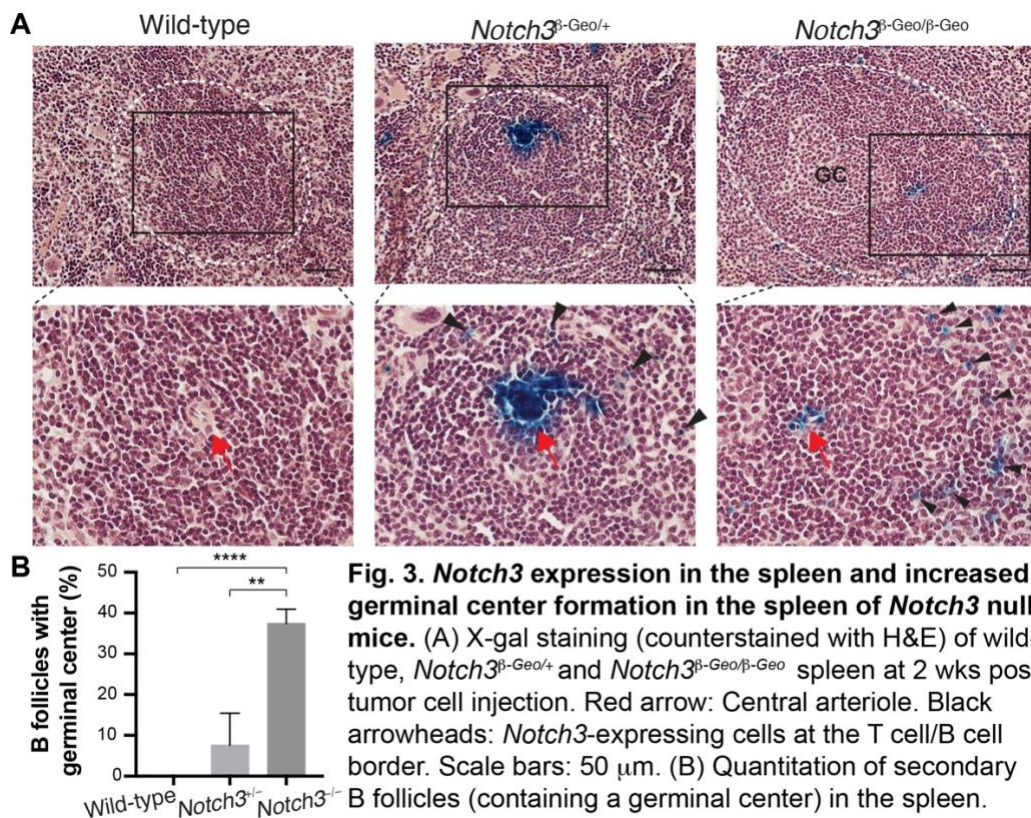 A
Wild-type
Notch3β-Geo/+
Notch3β-Geo/β-Geo
GC
B
B follicles with
germinal center (%)
50
40
30
20
10
0
****
**
Wild-type
Notch3+/-
Notch3-/-
Fig. 3. Notch3 expression in the spleen and increased
germinal center formation in the spleen of Notch3 null
mice. (A) X-gal staining (counterstained with H&E) of wild-
type, Notch3β-Geo/+ and Notch3β-Geo/β-Geo spleen at 2 wks pos
tumor cell injection. Red arrow: Central arteriole. Black
arrowheads: Notch3-expressing cells at the T cell/B cell
border. Scale bars: 50 μm. (B) Quantitation of secondary
B follicles (containing a germinal center) in the spleen.